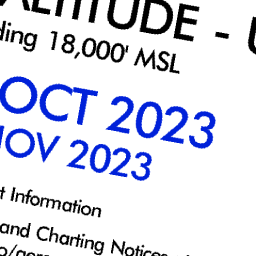 ALTITUDE - U
ding 18,000' MSL
OCT 2023
NOV 2023
t Information
and Charting Notices